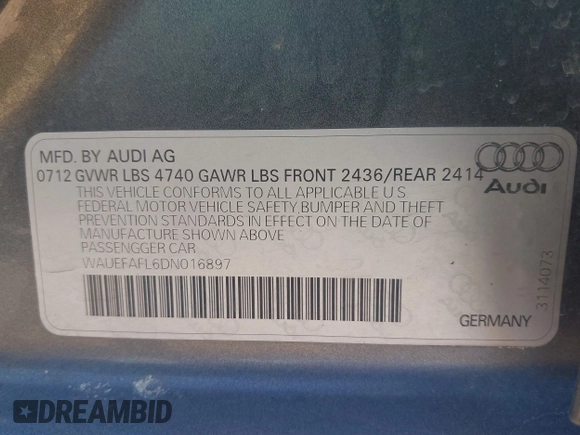 MFD. BY AUDI AG
0712 GVWR LBS 4740 GAWR LBS FRONT 2436/REAR 2414
THIS VEHICLE CONFORMS TO ALL APPLICABLE U S
FEDERAL MOTOR VEHICLE SAFETY, BUMPER AND THEFT
PREVENTION STANDARDS IN EFFECT ON THE DATE OF
MANUFACTURE SHOWN ABOVE
PASSENGGER CAR
WAUEFAFL6DN016897
Audi
3114073
GERMANY
DREAMBID